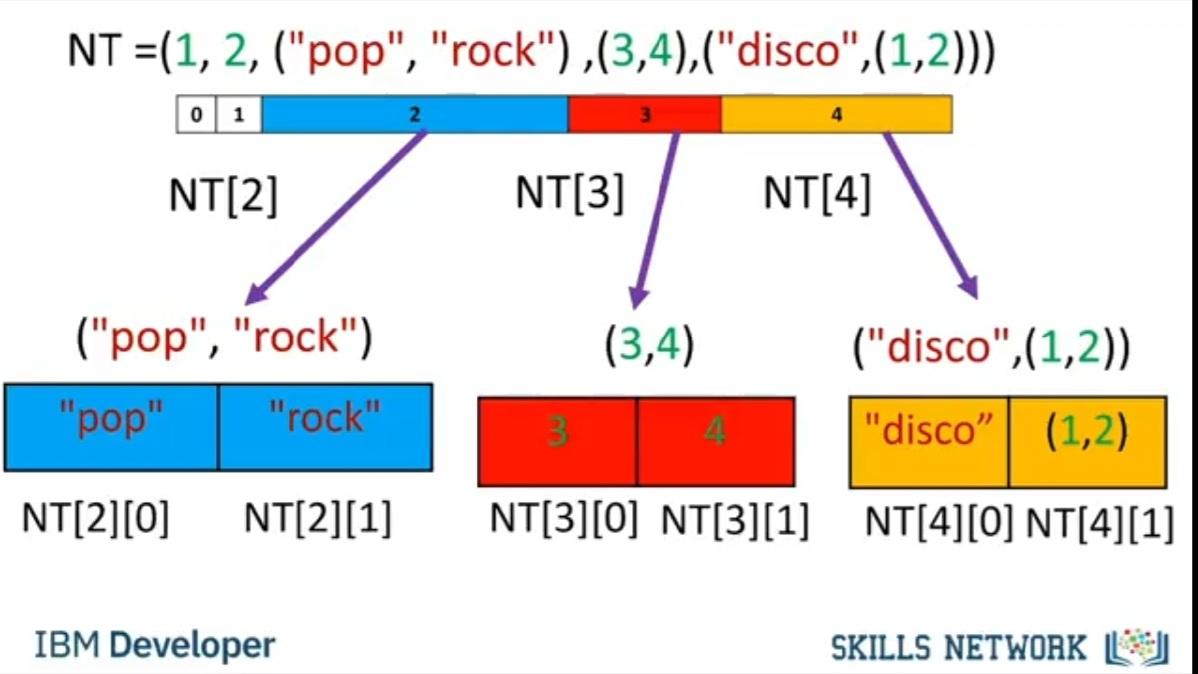 NT =(1, 2, ("pop", "rock") ,(3,4),("disco",(1,2)))
0 1 2 3 4
NT[2] NT[3] NT[4]
("pop", "rock") (3,4) ("disco",(1,2))
"pop" "rock" 3 4 "disco” (1,2)
NT[2][0] NT[2][1] NT[3][0] NT[3][1] NT[4][0] NT[4][1]
IBM Developer SKILLS NETWORK